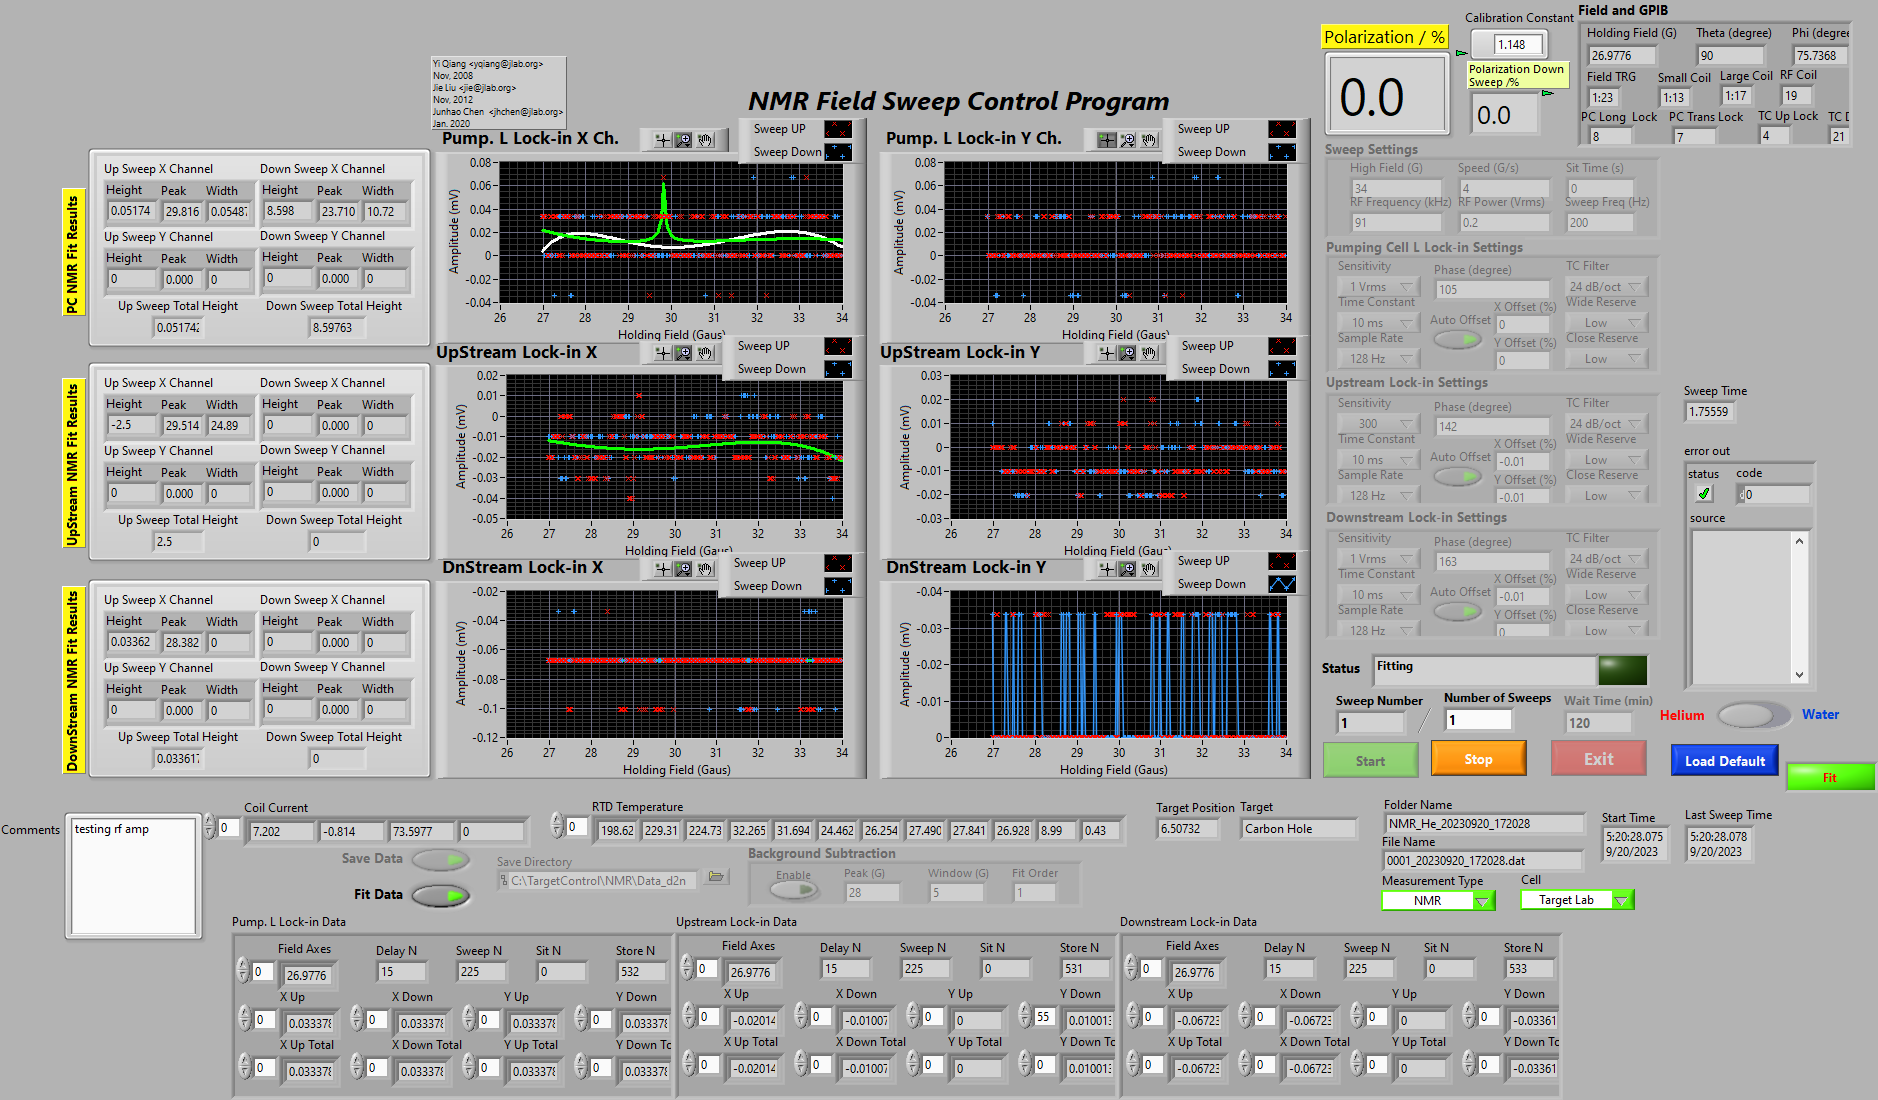 Yi Qiang <yqiang@jlab.org>
Nov, 2008
Jie Liu <jie@jlab.org>
Nov, 2012
Junhao Chen <jhchen@jlab.org>
Jan. 2020
NMR Field Sweep Control Program
Polarization / %
0.0
Calibration Constant
1.148
Polarization Down
Sweep /%
0.0
Field and GPIB
Holding Field (G) Theta (degree) Phi (degree
26.9776 90 75.7368
Field TRG Small Coil Large Coil RF Coil
1:23 1:13 1:17 19
PC Long Lock PC Trans Lock TC Up Lock TC D
8 7 4 21
PC NMR Fit Results
Up Sweep X Channel Down Sweep X Channel
Height Peak Width Height Peak Width
0.05174 29.816 0.05487 8.598 23.710 10.72
Up Sweep Y Channel Down Sweep Y Channel
Height Peak Width Height Peak Width
0 0.000 0 0 0.000 0
Up Sweep Total Height Down Sweep Total Height
0.051742 8.59763
Pump. L Lock-in X Ch.
Sweep UP
Sweep Down
Amplitude (mV)
0.08
0.06
0.04
0.02
0
-0.02
-0.04
26 27 28 29 30 31 32 33 34
Holding Field (Gaus)
Pump. L Lock-in Y Ch.
Sweep UP
Sweep Down
Amplitude (mV)
0.08
0.06
0.04
0.02
0
-0.02
-0.04
26 27 28 29 30 31 32 33 34
Holding Field (Gaus)
UpStream NMR Fit Results
Up Sweep X Channel Down Sweep X Channel
Height Peak Width Height Peak Width
-2.5 29.514 24.89 0 0.000 0
Up Sweep Y Channel Down Sweep Y Channel
Height Peak Width Height Peak Width
0 0.000 0 0 0.000 0
Up Sweep Total Height Down Sweep Total Height
2.5 0
UpStream Lock-in X
Sweep UP
Sweep Down
Amplitude (mV)
0.02
0.01
0
-0.01
-0.02
-0.03
-0.04
-0.05
26 27 28 29 30 31 32 33 34
Holding Field (Gaus)
UpStream Lock-in Y
Sweep UP
Sweep Down
Amplitude (mV)
0.03
0.02
0.01
0
-0.01
-0.02
-0.03
26 27 28 29 30 31 32 33 34
Holding Field (Gaus)
DownStream NMR Fit Results
Up Sweep X Channel Down Sweep X Channel
Height Peak Width Height Peak Width
0.03362 28.382 0 0 0.000 0
Up Sweep Y Channel Down Sweep Y Channel
Height Peak Width Height Peak Width
0 0.000 0 0 0.000 0
Up Sweep Total Height Down Sweep Total Height
0.033617 0
DnStream Lock-in X
Sweep UP
Sweep Down
Amplitude (mV)
-0.02
-0.04
-0.06
-0.08
-0.1
-0.12
26 27 28 29 30 31 32 33 34
Holding Field (Gaus)
DnStream Lock-in Y
Sweep UP
Sweep Down
Amplitude (mV)
-0.04
-0.03
-0.02
-0.01
0
26 27 28 29 30 31 32 33 34
Holding Field (Gaus)
Sweep Settings
High Field (G) Speed (G/s) Sit Time (s)
34 4 0
RF Frequency (kHz) RF Power (Vrms) Sweep Freq (Hz)
91 0.2 200
Pumping Cell L Lock-in Settings
Sensitivity Phase (degree) TC Filter
1 Vrms 105 24 dB/oct
Time Constant X Offset (%) Wide Reserve
10 ms Auto Offset 0 Low
Sample Rate Y Offset (%) Close Reserve
128 Hz 0 Low
Upstream Lock-in Settings
Sensitivity Phase (degree) TC Filter
300 142 24 dB/oct
Time Constant X Offset (%) Wide Reserve
10 ms Auto Offset -0.01 Low
Sample Rate Y Offset (%) Close Reserve
128 Hz -0.01 Low
Downstream Lock-in Settings
Sensitivity Phase (degree) TC Filter
1 Vrms 163 24 dB/oct
Time Constant X Offset (%) Wide Reserve
10 ms Auto Offset -0.01 Low
Sample Rate Y Offset (%) Close Reserve
128 Hz 0 Low
Sweep Time
1.75559
error out
status code
0
source
Status Fitting
Sweep Number Number of Sweeps Wait Time (min)
1 / 1 120
Helium Water
Start Stop Exit Load Default Fit
Comments
testing rf amp
Coil Current
0 7.202 -0.814 73.5977 0
RTD Temperature
0 198.62 229.31 224.73 32.265 31.694 24.462 26.254 27.490 27.841 26.928 8.99 0.43
Target Position Target
6.50732 Carbon Hole
Folder Name
NMR_He_20230920_172028
File Name
0001_20230920_172028.dat
Measurement Type Cell
NMR Target Lab
Start Time Last Sweep Time
5:20:28.075 5:20:28.078
9/20/2023 9/20/2023
Save Data
Fit Data
Save Directory
C:\TargetControl\NMR\Data_d2n
Background Subtraction
Enable Peak (G) Window (G) Fit Order
28 5 1
Pump. L Lock-in Data
Field Axes Delay N Sweep N Sit N Store N
0 26.9776 15 225 0 532
X Up X Down Y Up Y Down
0 0.033378 0 0.033378 0 0.033378 0 0.033378
X Up Total X Down Total Y Up Total Y Down To
0 0.033378 0 0.033378 0 0.033378 0 0.033378
Upstream Lock-in Data
Field Axes Delay N Sweep N Sit N Store N
0 26.9776 15 225 0 531
X Up X Down Y Up Y Down
0 -0.02014 0 -0.01007 0 0 55 0.010013
X Up Total X Down Total Y Up Total Y Down To
0 -0.02014 0 -0.01007 0 0 0 0.010013
Downstream Lock-in Data
Field Axes Delay N Sweep N Sit N Store N
0 26.9776 15 225 0 533
X Up X Down Y Up Y Down
0 -0.06723 0 -0.06723 0 0 0 -0.03361
X Up Total X Down Total Y Up Total Y Down To
0 -0.06723 0 -0.06723 0 0 0 -0.03361